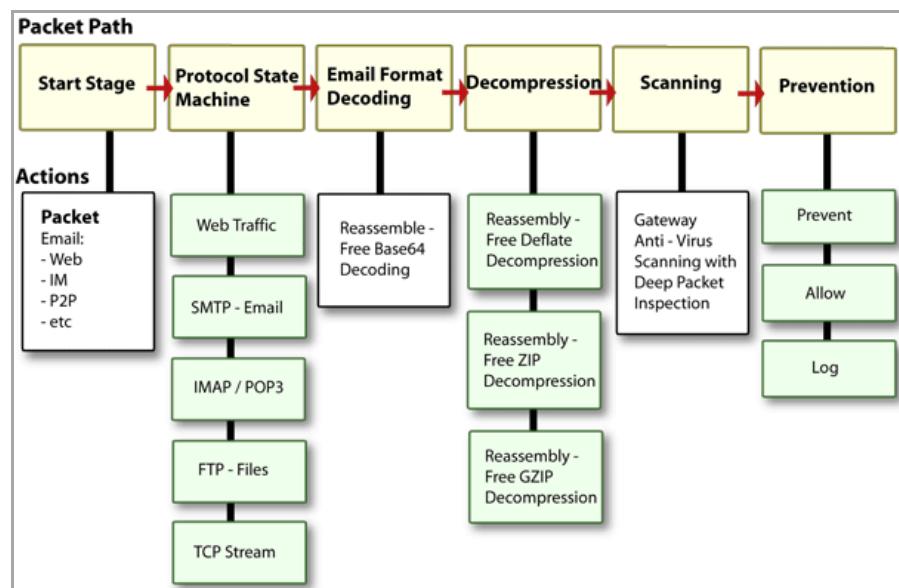 Packet Path
Start Stage
Protocol State
Machine
Email Format
Decoding
Decompression
Scanning
Prevention
Actions
Packet
Email:
- Web
- IM
- P2P
- etc
Web Traffic
SMTP - Email
IMAP / POP3
FTP - Files
TCP Stream
Reassemble -
Free Base64
Decoding
Reassembly -
Free Deflate
Decompression
Reassembly -
Free ZIP
Decompression
Reassembly -
Free GZIP
Decompression
Gateway
Anti - Virus
Scanning with
Deep Packet
Inspection
Prevent
Allow
Log